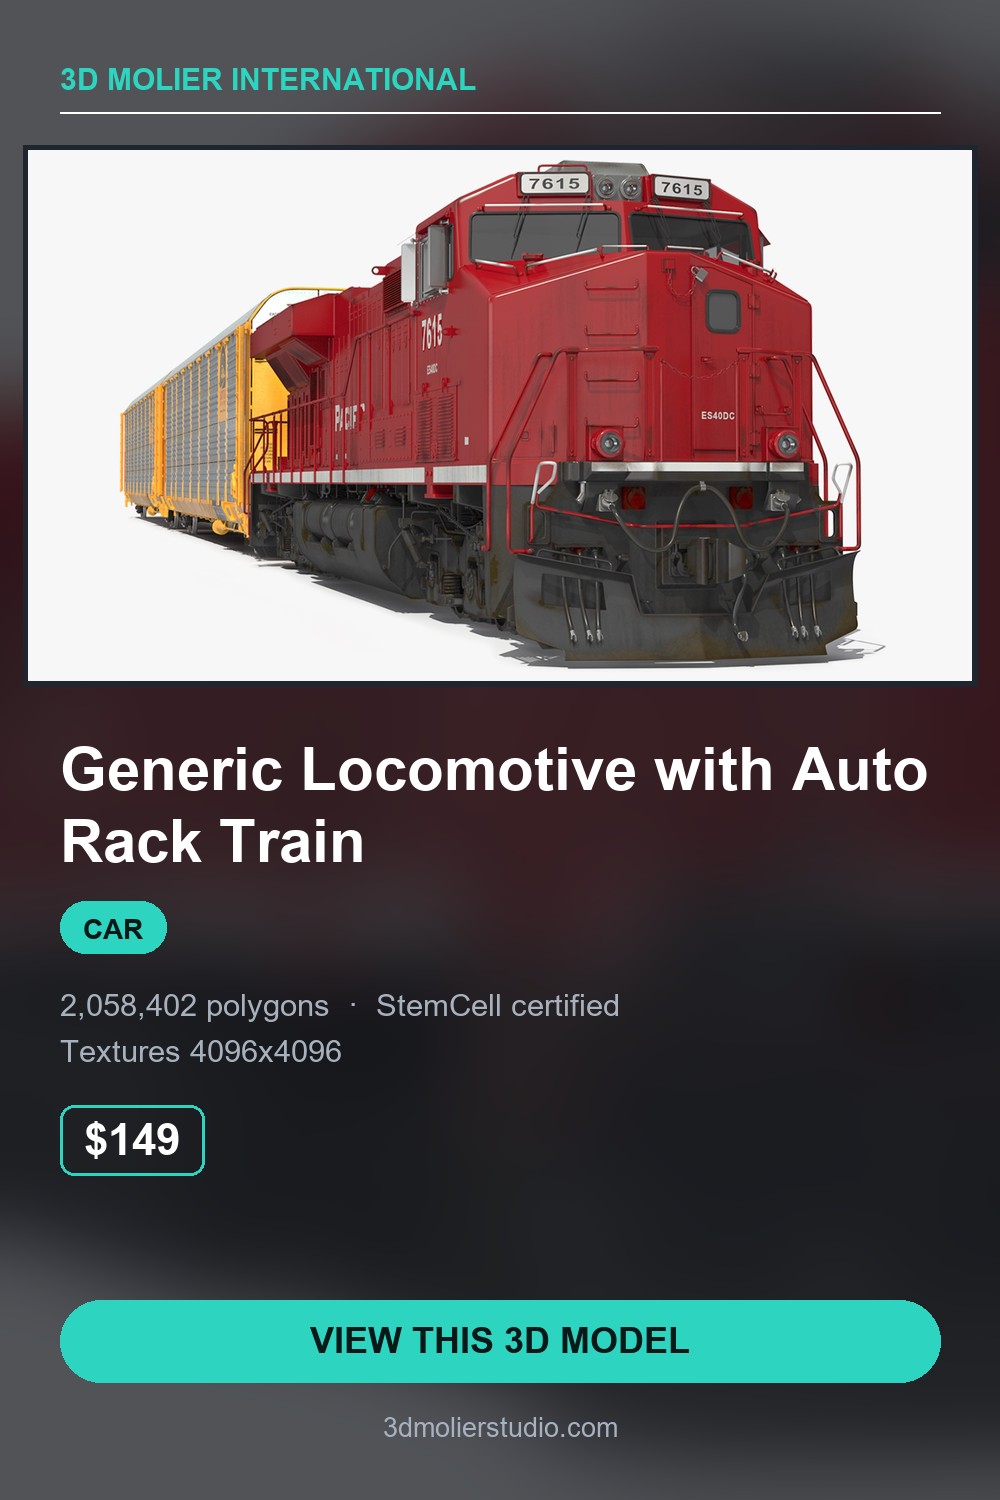 3D MOLIER INTERNATIONAL
7615
7615
7615
ES40DC
Generic Locomotive with Auto
Rack Train
CAR
2,058,402 polygons · StemCell certified
Textures 4096x4096
$149
VIEW THIS 3D MODEL
3dmolierstudio.com